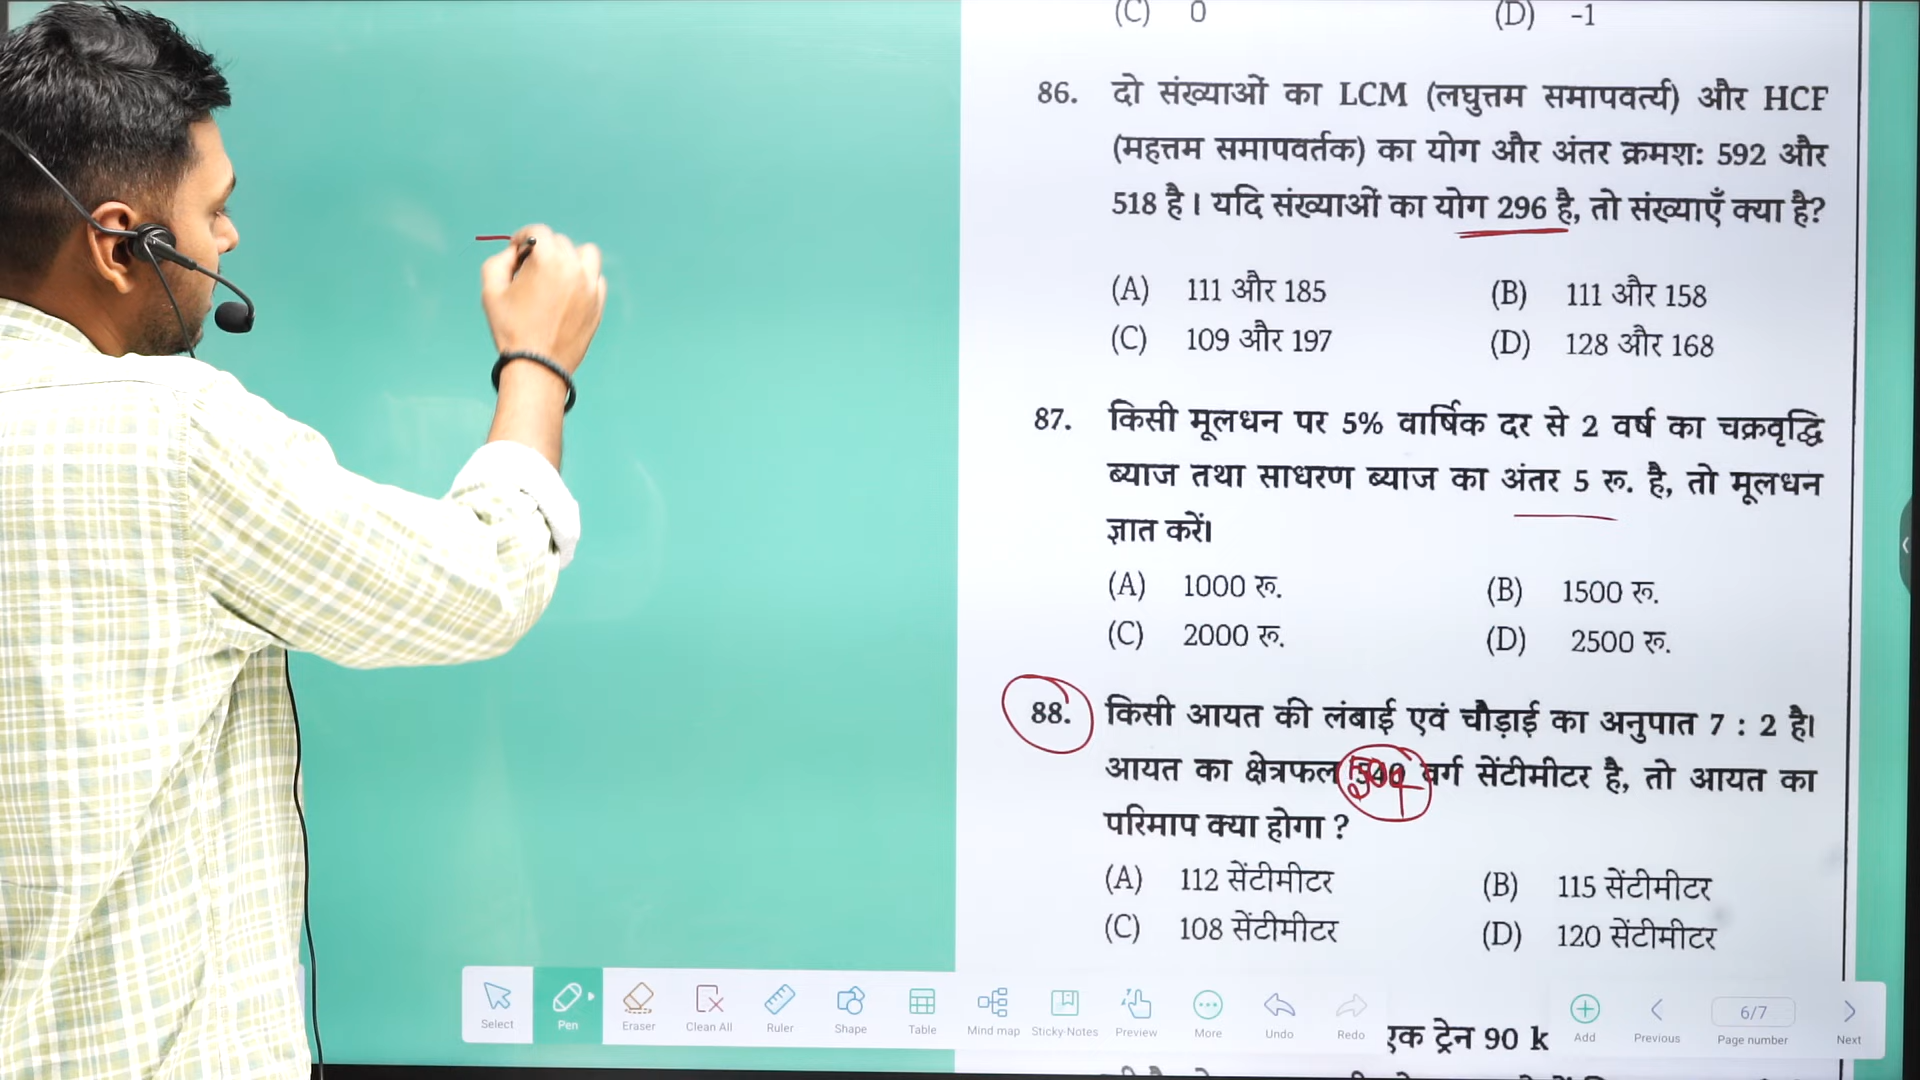 (C) 0 (D) -1
86. दो संख्याओं का LCM (लघुत्तम समापवर्त्य) और HCF
(महत्तम समापवर्तक) का योग और अंतर क्रमश: 592 और
518 है। यदि संख्याओं का योग 296 है, तो संख्याएँ क्या है?
(A) 111 और 185 (B) 111 और 158
(C) 109 और 197 (D) 128 और 168
87. किसी मूलधन पर 5% वार्षिक दर से 2 वर्ष का चक्रवृद्धि
ब्याज तथा साधरण ब्याज का अंतर 5 रू. है, तो मूलधन
ज्ञात करें।
(A) 1000 रू. (B) 1500 रू.
(C) 2000 रू. (D) 2500 रू.
88. किसी आयत की लंबाई एवं चौड़ाई का अनुपात 7 : 2 है।
आयत का क्षेत्रफल वर्ग सेंटीमीटर है, तो आयत का
परिमाप क्या होगा ?
(A) 112 सेंटीमीटर (B) 115 सेंटीमीटर
(C) 108 सेंटीमीटर (D) 120 सेंटीमीटर
एक ट्रेन 90 k
Select Pen Eraser Clean All Ruler Shape Table Mind map Sticky Notes Preview More Undo Redo Add Previous 6/7 Page number Next